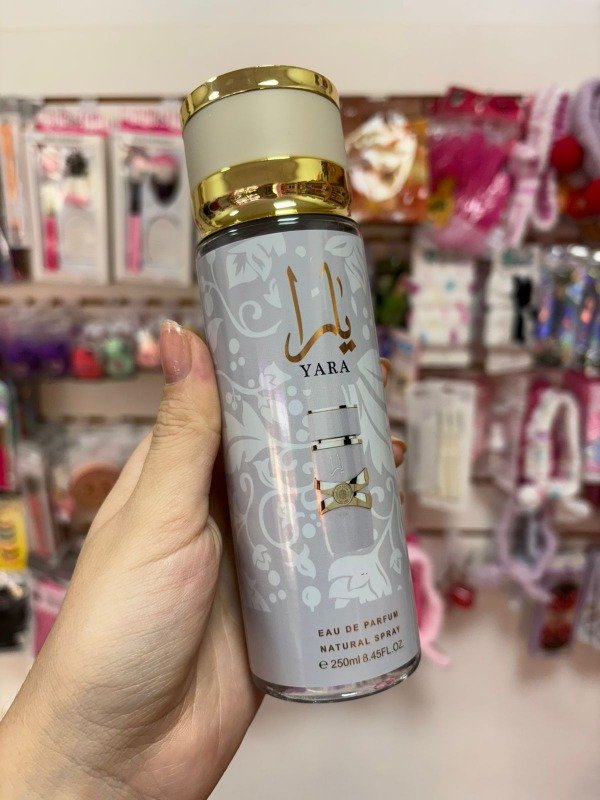 يارا
YARA
EAU DE PARFUM
NATURAL SPRAY
℮ 250ml 8.45FL.OZ